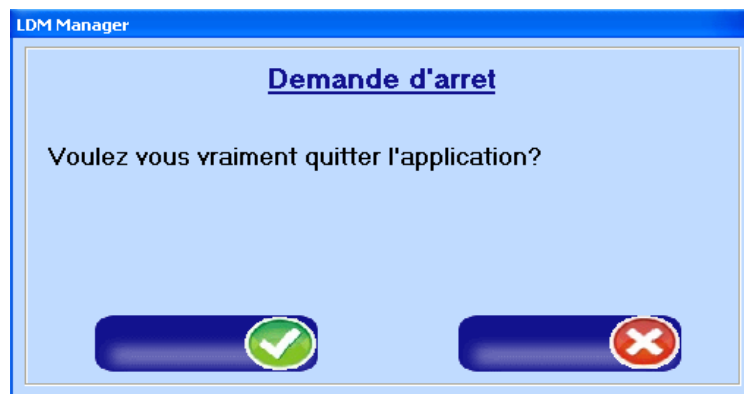 LDM Manager
Demande d'arret
Voulez vous vraiment quitter l'application?